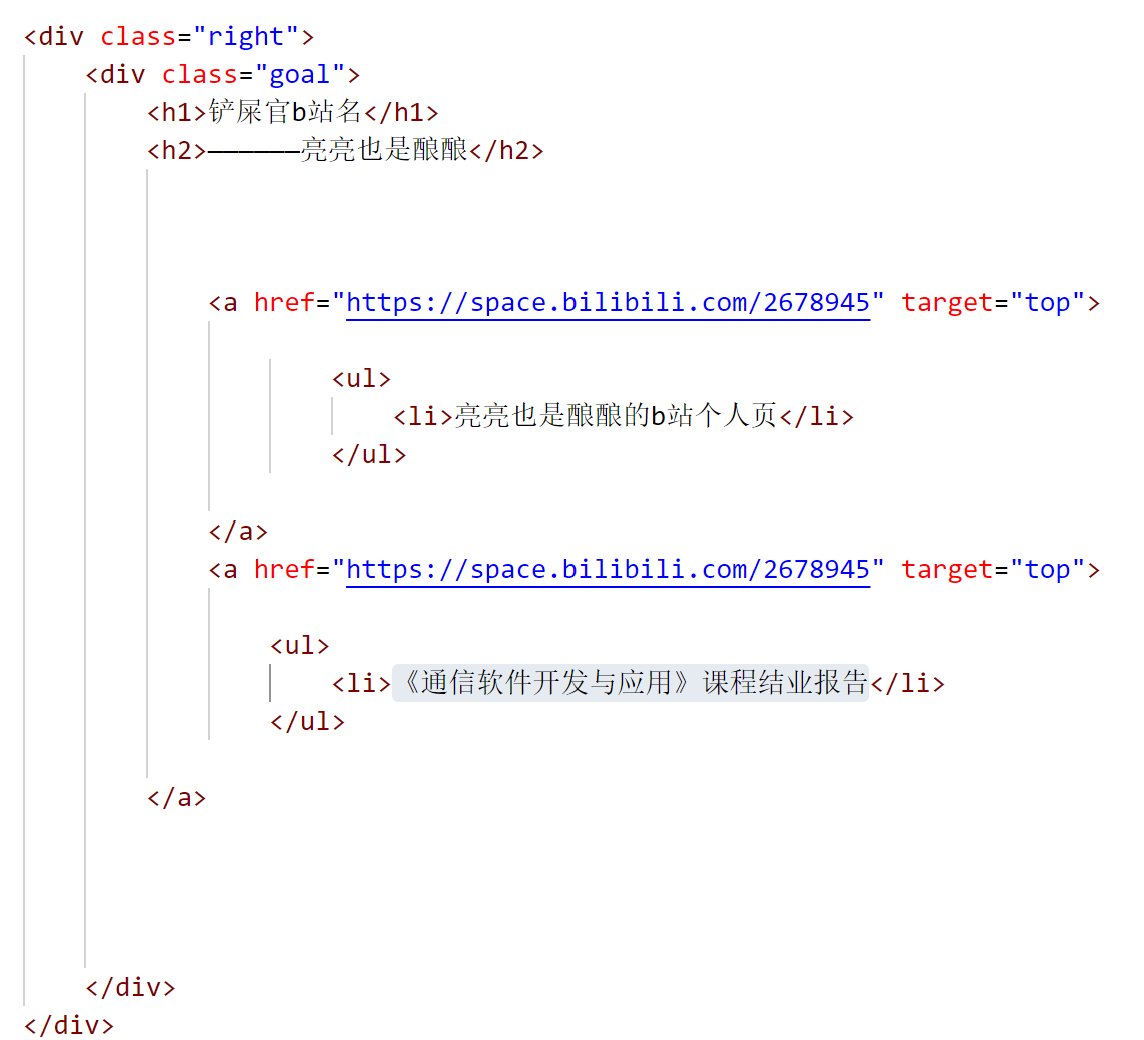 <div class="right">
<div class="goal">
<h1>铲屎官b站名</h1>
<h2>——————亮亮也是酿酿</h2>
<a href="https://space.bilibili.com/2678945" target="top">
<ul>
<li>亮亮也是酿酿的b站个人页</li>
</ul>
</a>
<a href="https://space.bilibili.com/2678945" target="top">
<ul>
<li>《通信软件开发与应用》课程结业报告</li>
</ul>
</a>
</div>
</div>